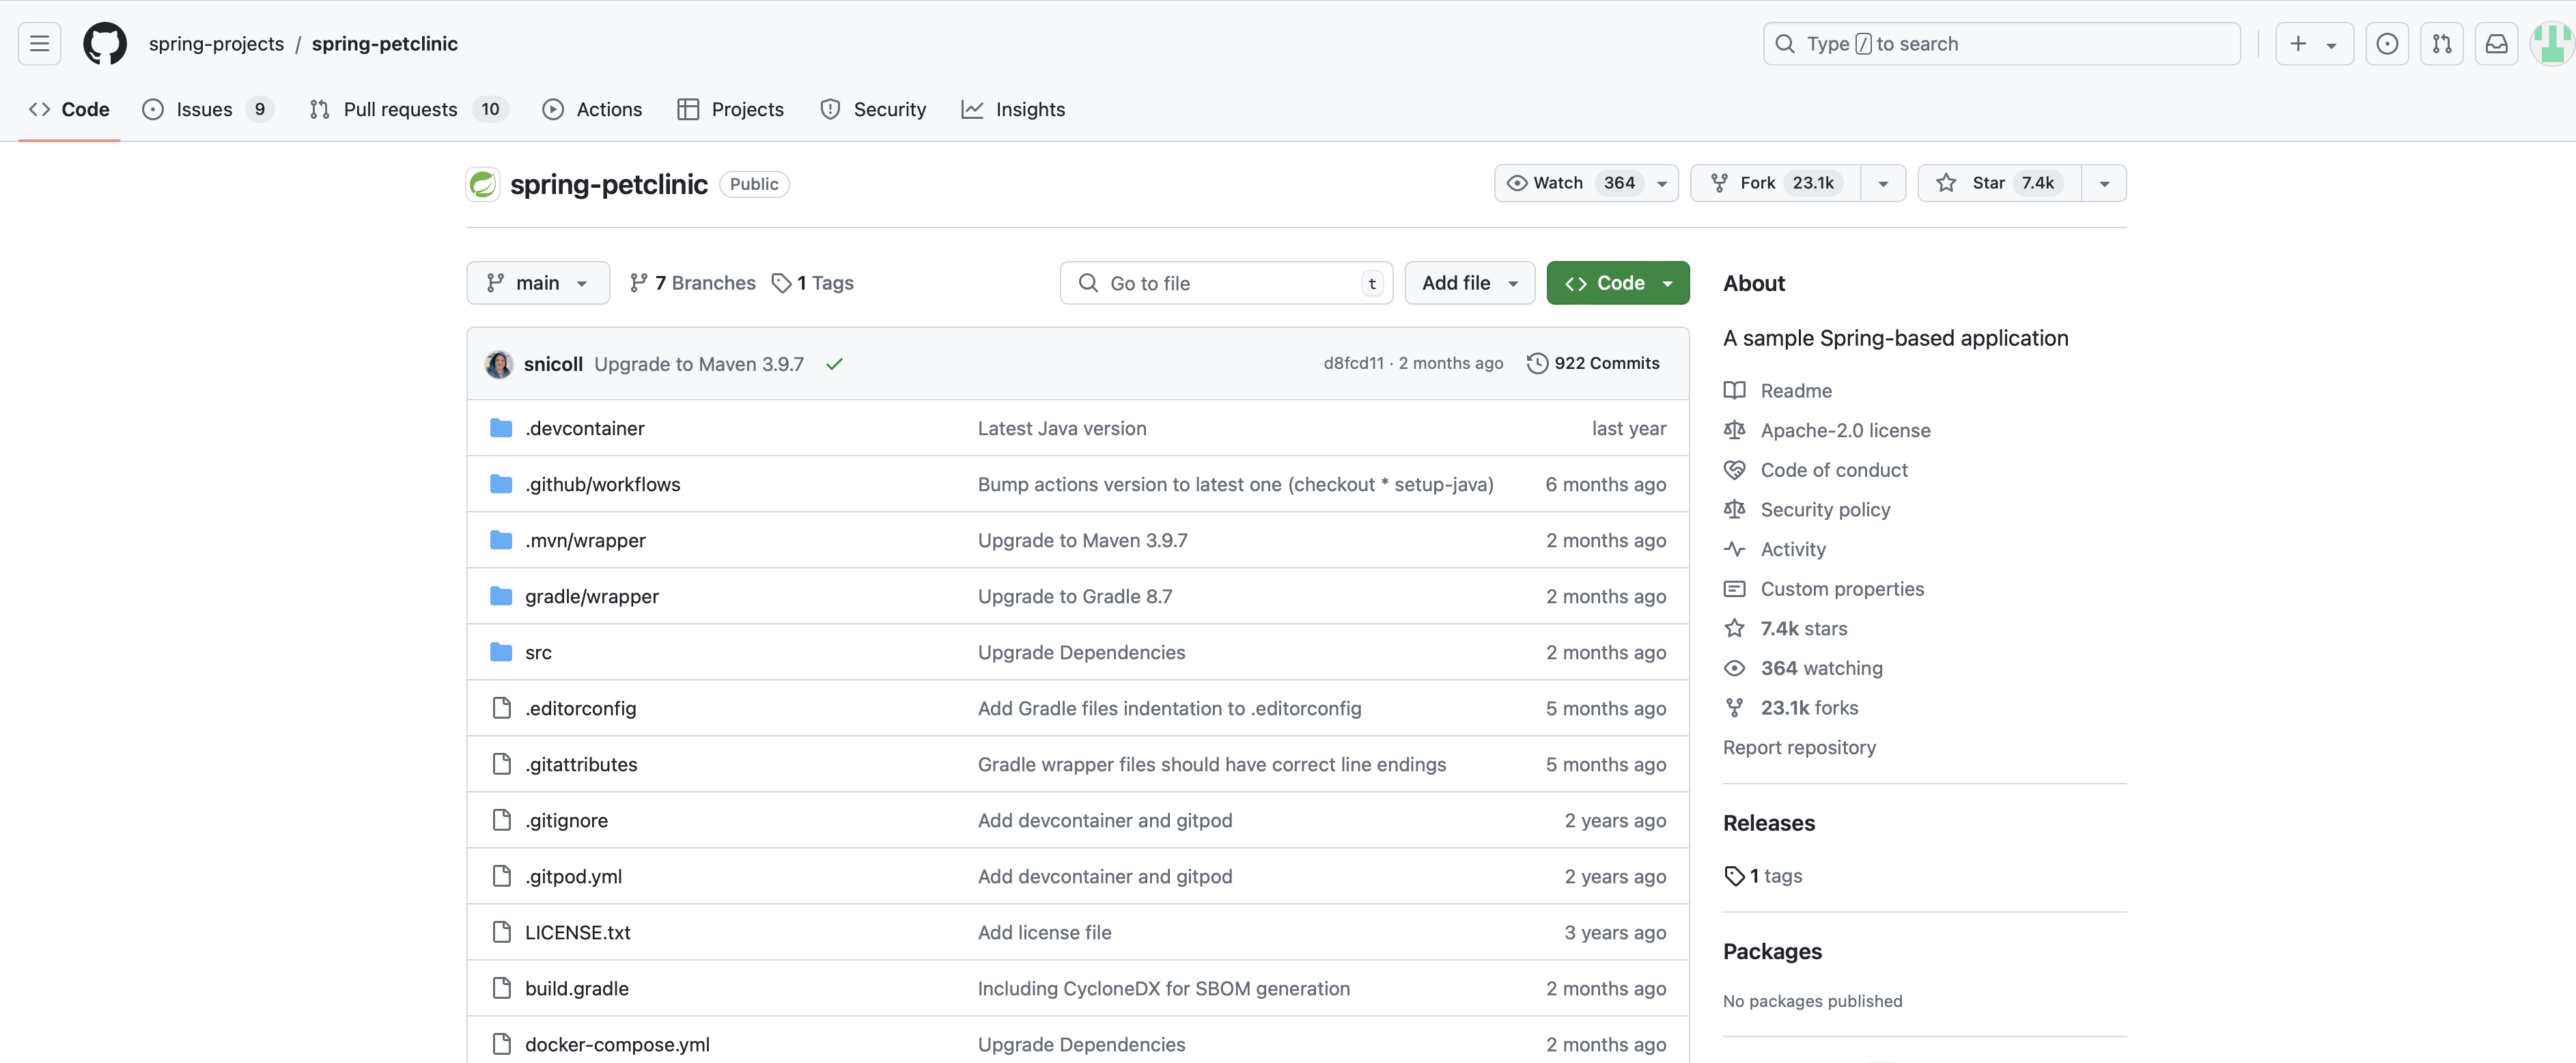 spring-projects / spring-petclinic
Type / to search
Code
Issues 9
Pull requests 10
Actions
Projects
Security
Insights
spring-petclinic Public
Watch 364
Fork 23.1k
Star 7.4k
main
7 Branches
1 Tags
Go to file t
Add file
Code
snicoll Upgrade to Maven 3.9.7
d8fcd11 · 2 months ago
922 Commits
.devcontainer Latest Java version last year
.github/workflows Bump actions version to latest one (checkout * setup-java) 6 months ago
.mvn/wrapper Upgrade to Maven 3.9.7 2 months ago
gradle/wrapper Upgrade to Gradle 8.7 2 months ago
src Upgrade Dependencies 2 months ago
.editorconfig Add Gradle files indentation to .editorconfig 5 months ago
.gitattributes Gradle wrapper files should have correct line endings 5 months ago
.gitignore Add devcontainer and gitpod 2 years ago
.gitpod.yml Add devcontainer and gitpod 2 years ago
LICENSE.txt Add license file 3 years ago
build.gradle Including CycloneDX for SBOM generation 2 months ago
docker-compose.yml Upgrade Dependencies 2 months ago
About
A sample Spring-based application
Readme
Apache-2.0 license
Code of conduct
Security policy
Activity
Custom properties
7.4k stars
364 watching
23.1k forks
Report repository
Releases
1 tags
Packages
No packages published